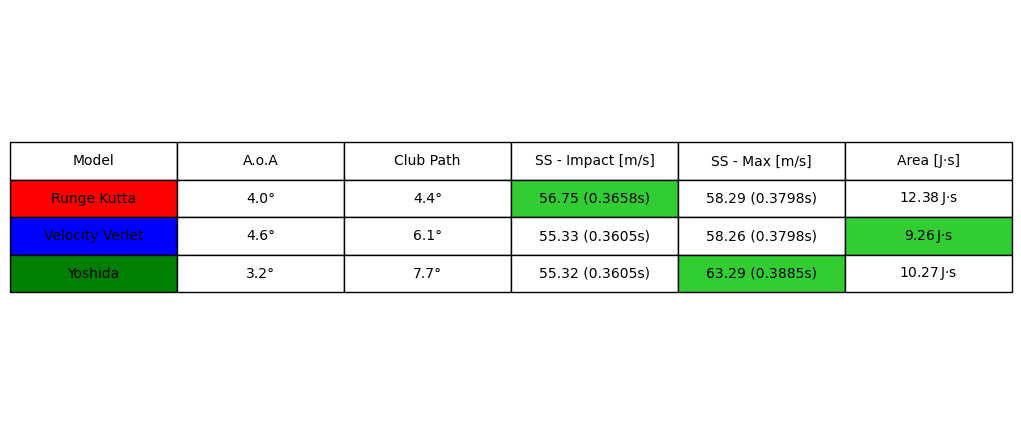 Model A.o.A Club Path SS - Impact [m/s] SS - Max [m/s] Area [J·s]
Runge Kutta 4.0° 4.4° 56.75 (0.3658s) 58.29 (0.3798s) 12.38 J·s
Velocity Verlet 4.6° 6.1° 55.33 (0.3605s) 58.26 (0.3798s) 9.26 J·s
Yoshida 3.2° 7.7° 55.32 (0.3605s) 63.29 (0.3885s) 10.27 J·s